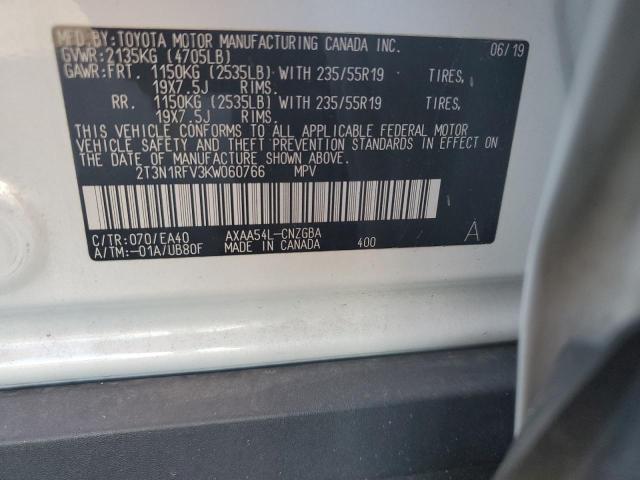 MFD.BY:TOYOTA MOTOR MANUFACTURING CANADA INC. 06/19
GVWR:2135KG (4705LB)
GAWR:FRT. 1150KG (2535LB) WITH 235/55R19 TIRES,
19X7.5J RIMS.
RR. 1150KG (2535LB) WITH 235/55R19 TIRES,
19X7.5J RIMS.
THIS VEHICLE CONFORMS TO ALL APPLICABLE FEDERAL MOTOR
VEHICLE SAFETY AND THEFT PREVENTION STANDARDS IN EFFECT
ON THE DATE OF MANUFACTURE SHOWN ABOVE.
2T3N1RFV3KW060766 MPV
C/TR:070/EA40 AXAA54L-CNZGBA
A/TM:-01A/UB80F MADE IN CANADA 400 A